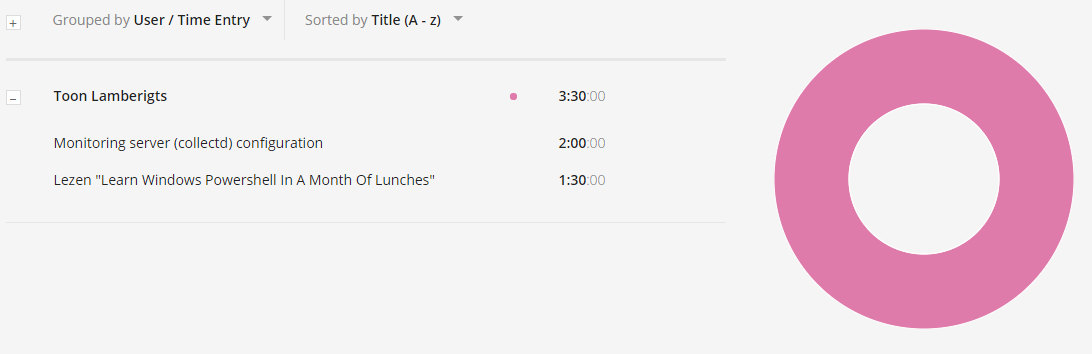 Grouped by User / Time Entry Sorted by Title (A - z)
Toon Lamberigts 3:30:00
Monitoring server (collectd) configuration 2:00:00
Lezen "Learn Windows Powershell In A Month Of Lunches" 1:30:00